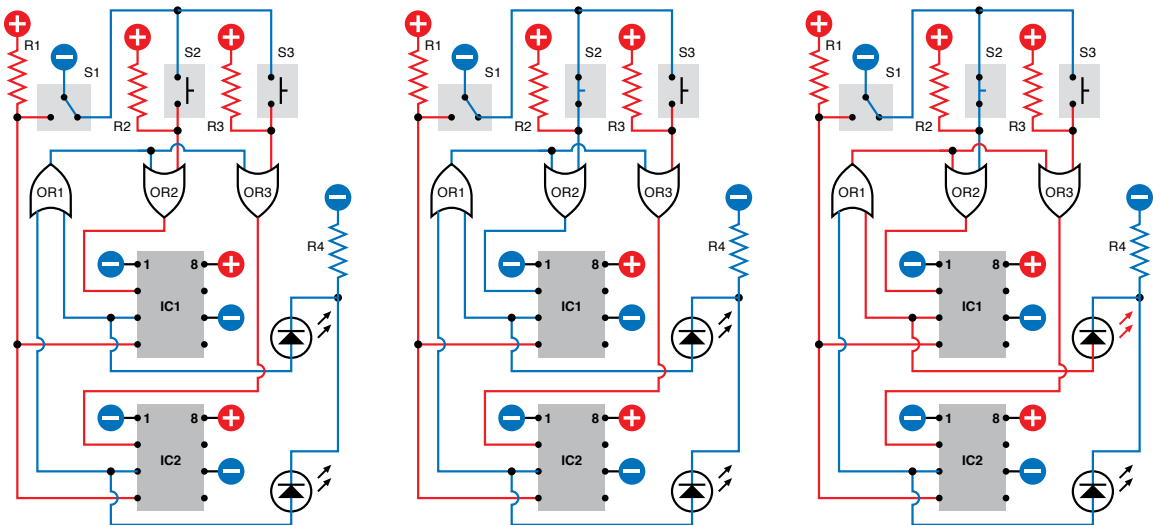 R1
S1
S2
S3
R2
R3
OR1
OR2
OR3
R4
1
8
IC1
1
8
IC2
R1
S1
S2
S3
R2
R3
OR1
OR2
OR3
R4
1
8
IC1
1
8
IC2
R1
S1
S2
S3
R2
R3
OR1
OR2
OR3
R4
1
8
IC1
1
8
IC2